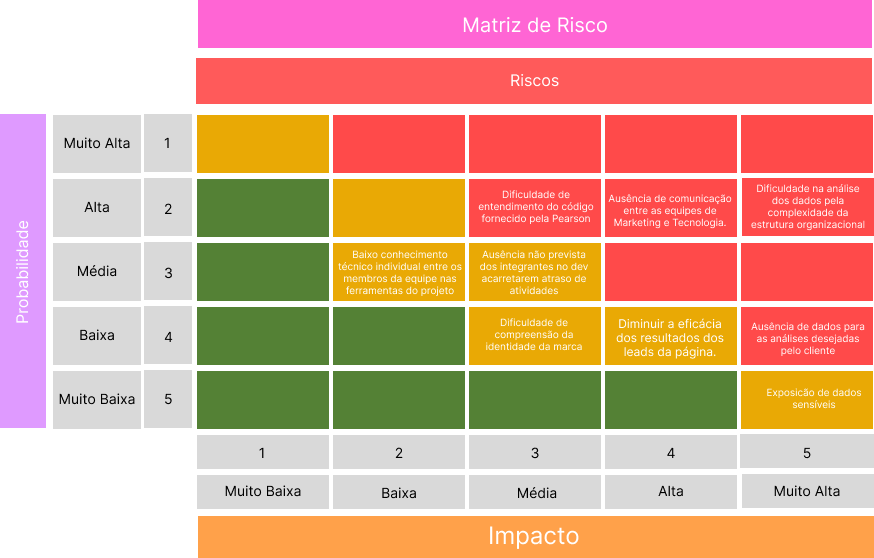 Matriz de Risco
Riscos
Probabilidade
Muito Alta
1
Alta
2
Dificuldade de
entendimento do código
fornecido pela Pearson
Ausência de comunicação
entre as equipes de
Marketing e Tecnologia.
Dificuldade na análise
dos dados pela
complexidade da
estrutura organizacional
Média
3
Baixo conhecimento
técnico individual entre os
membros da equipe nas
ferramentas do projeto
Ausência não prevista
dos integrantes no dev
acarretarem atraso de
atividades
Baixa
4
Dificuldade de
compreensão da
identidade da marca
Diminuir a eficácia
dos resultados dos
leads da página.
Ausência de dados para
as análises desejadas
pelo cliente
Muito Baixa
5
Exposicão de dados
sensíveis
1
2
3
4
5
Muito Baixa
Baixa
Média
Alta
Muito Alta
Impacto